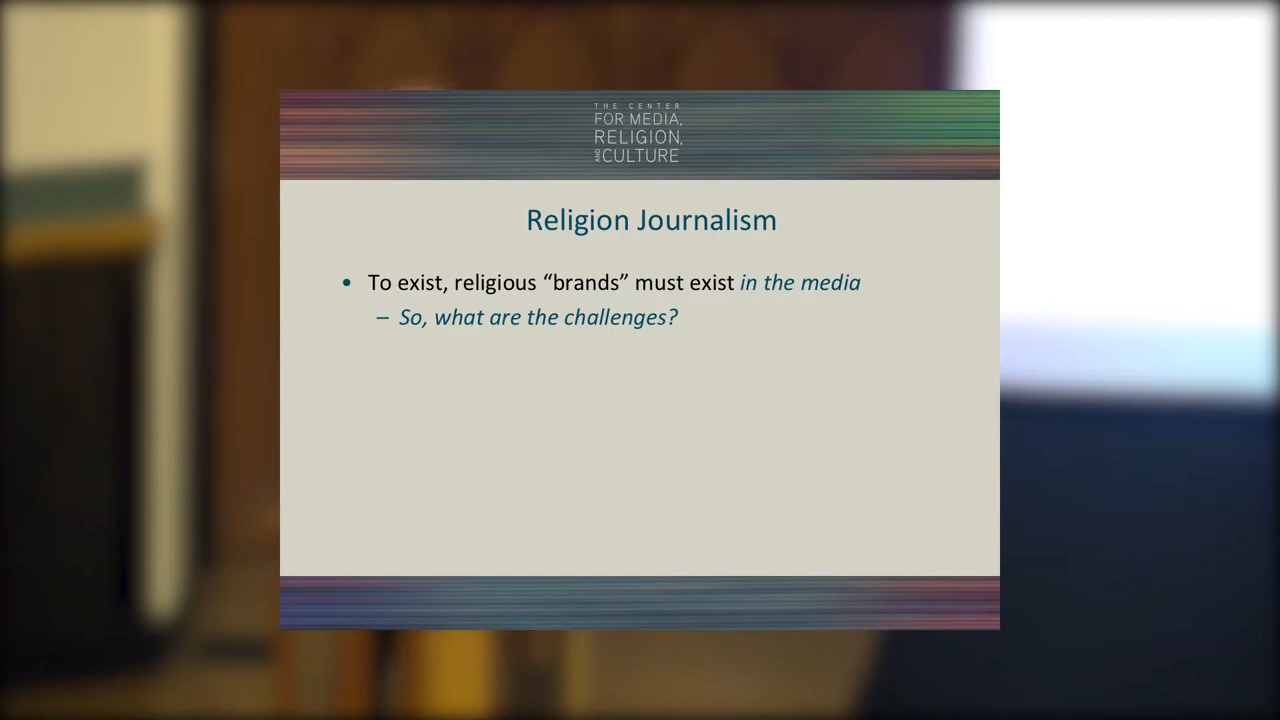 THE CENTER
FOR MEDIA,
RELIGION,
AND CULTURE
Religion Journalism
• To exist, religious “brands” must exist in the media
– So, what are the challenges?